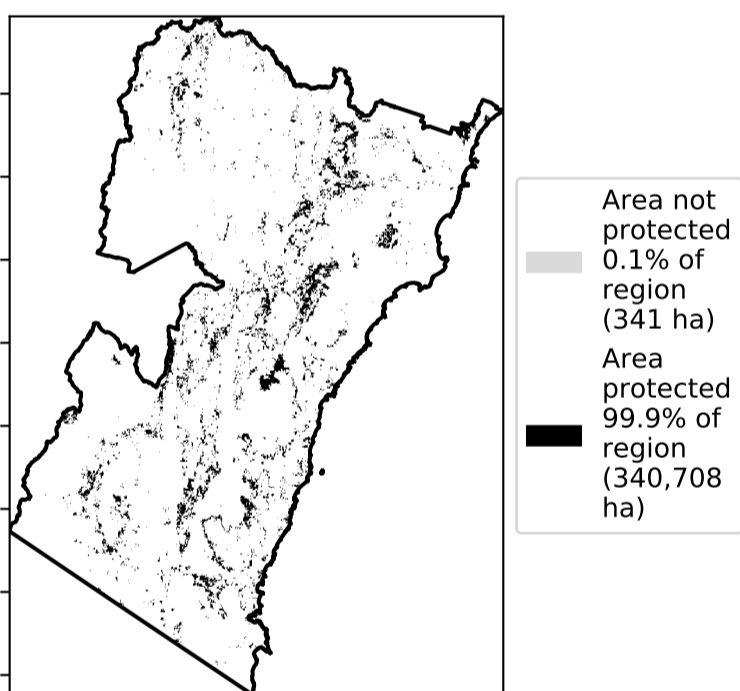 Area not
protected
0.1% of
region
(341 ha)
Area
protected
99.9% of
region
(340,708
ha)